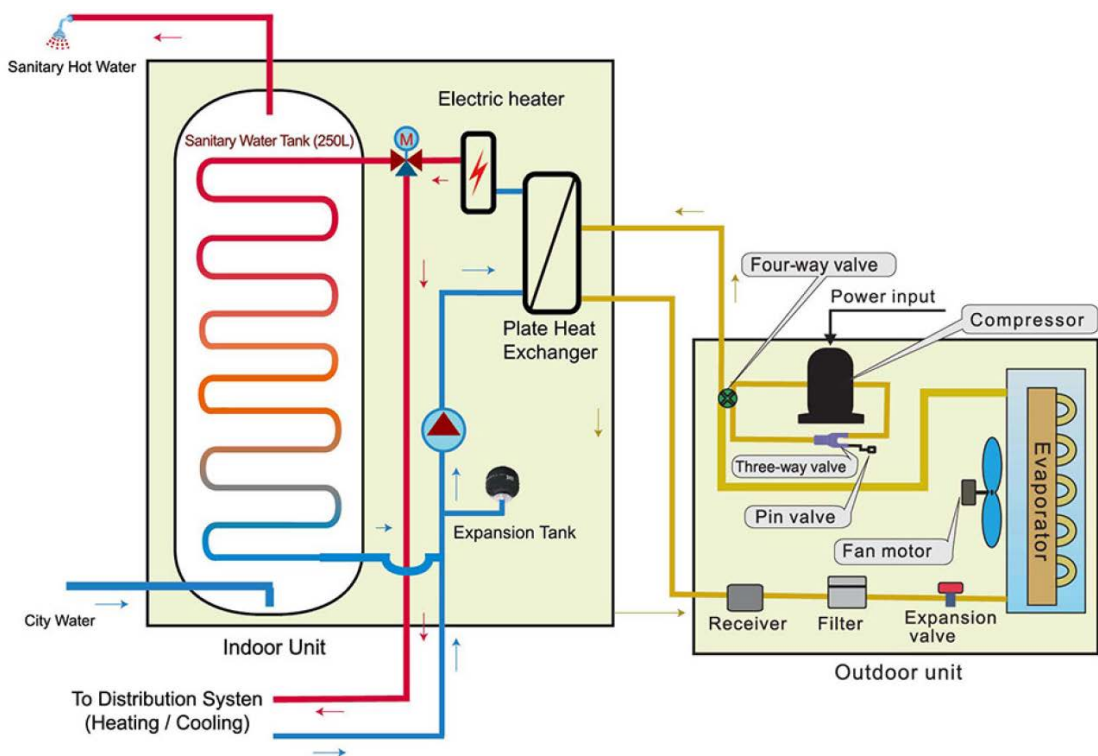 Sanitary Hot Water
Electric heater
M
Sanitary Water Tank (250L)
Four-way valve
Power input
Compressor
Plate Heat
Exchanger
Three-way valve
Pin valve
Evaporator
Expansion Tank
Fan motor
City Water
Receiver
Filter
Expansion
valve
Indoor Unit
Outdoor unit
To Distribution Systen
(Heating / Cooling)